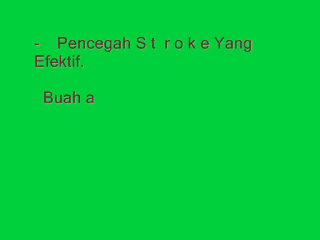 -    Pencegah S t  r o k e Yang
Efektif.
Buah a